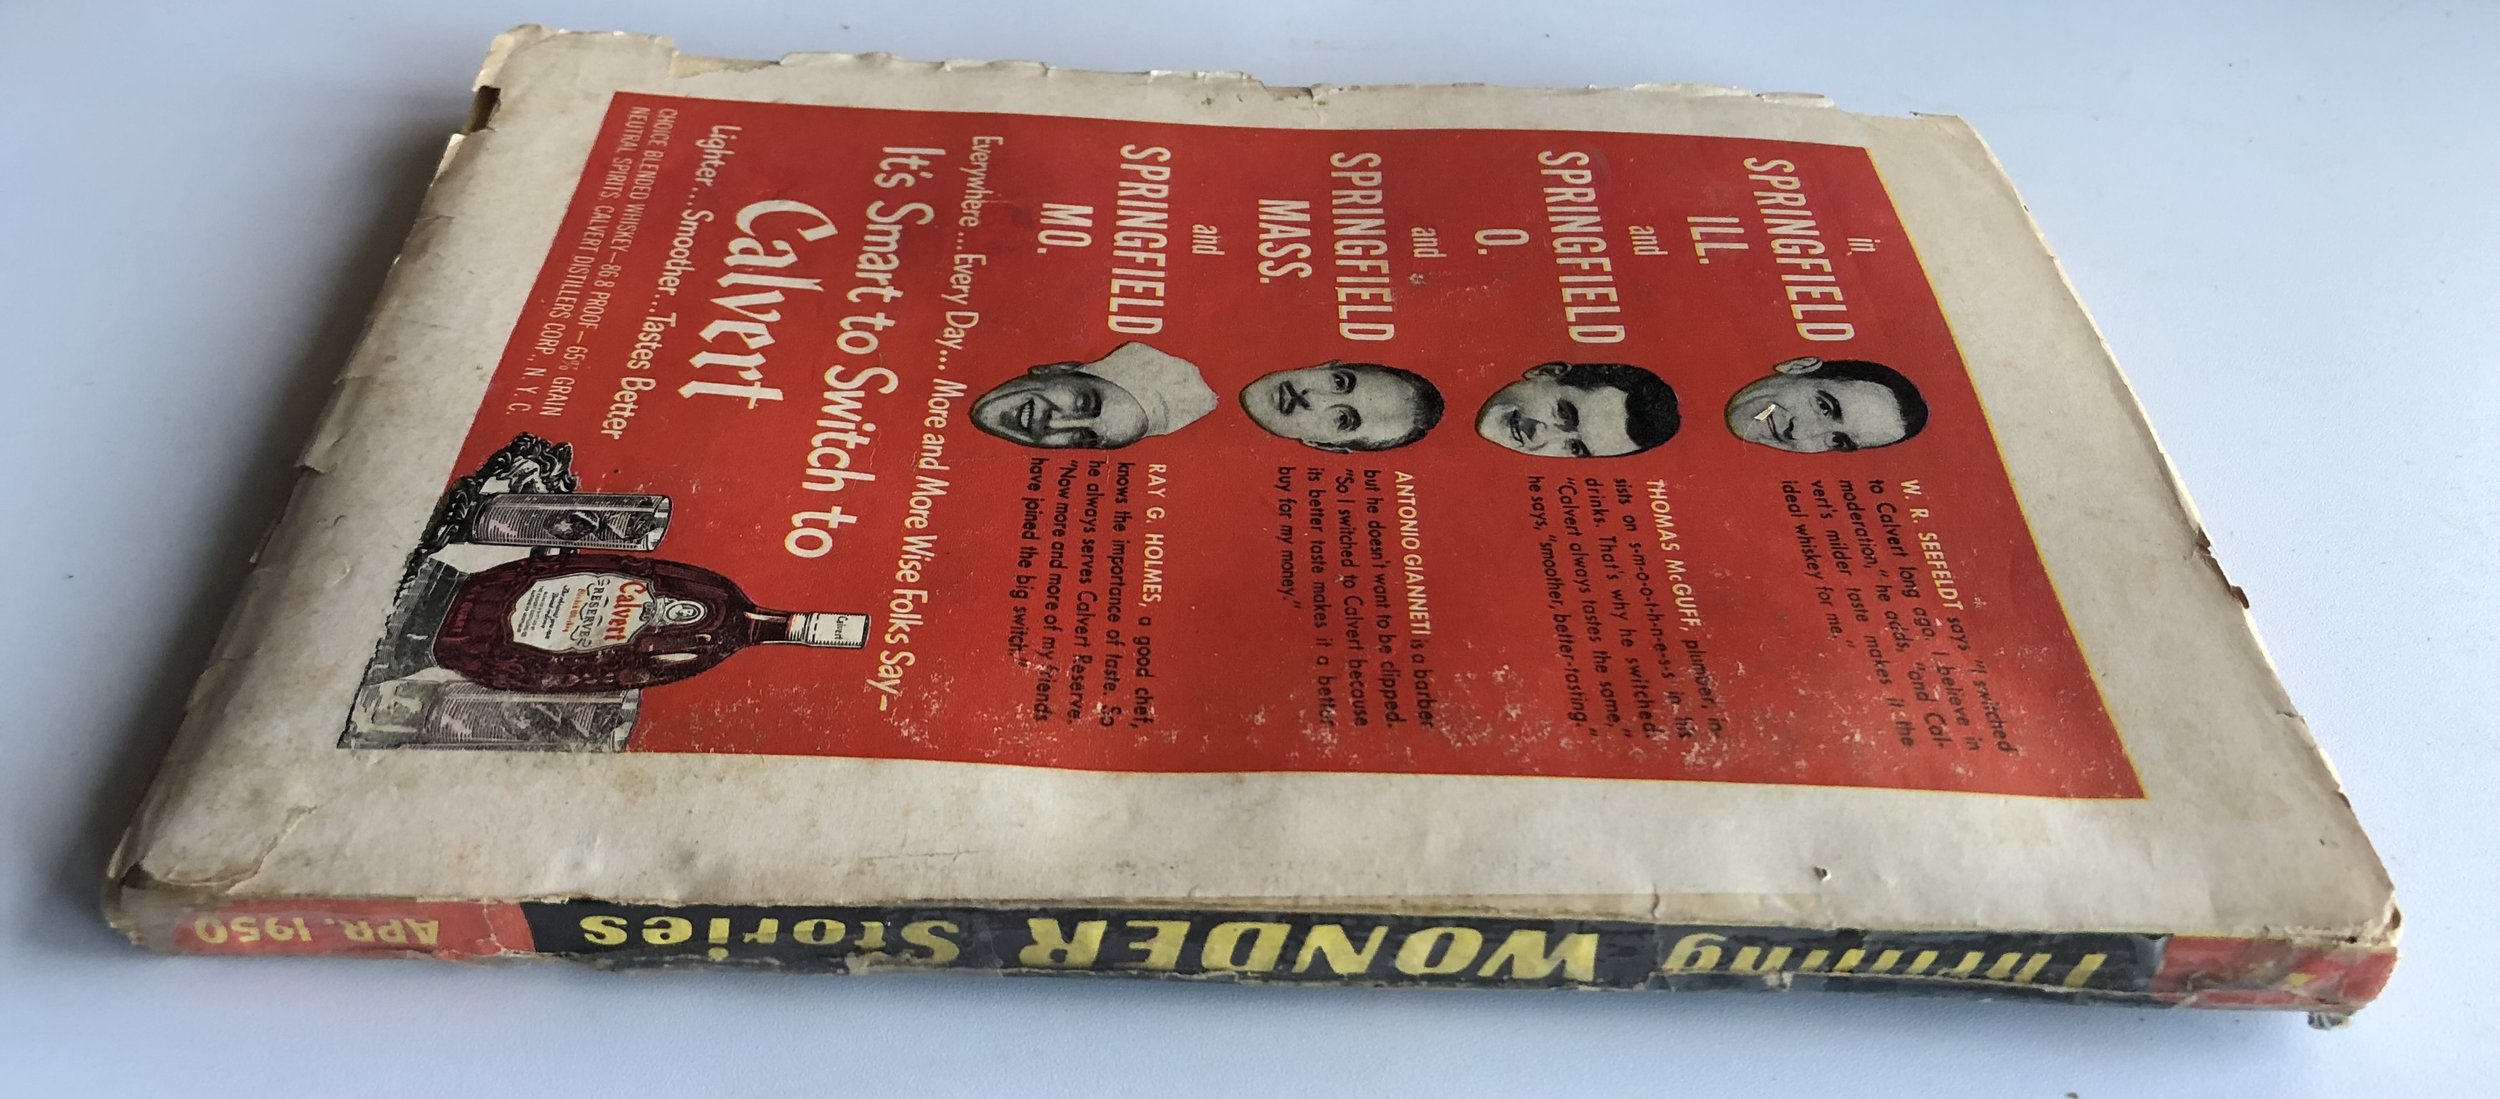 in
SPRINGFIELD
ILL.
W. R. SEEFELDT says "I switched
to Calvert long ago. I believe in
moderation," he adds, "and Cal-
vert's milder taste makes it the
ideal whiskey for me."
and
SPRINGFIELD
O.
THOMAS McGUFF, plumber, in-
sists on s-m-o-o-t-h-n-e-s-s in his
drinks. That's why he switched.
"Calvert always tastes the same,"
he says, "smoother, better-tasting."
and
SPRINGFIELD
MASS.
ANTONIO GIANNETI is a barber
but he doesn't want to be clipped.
"So I switched to Calvert because
its better taste makes it a better
buy for my money."
and
SPRINGFIELD
MO.
RAY G. HOLMES, a good chef,
knows the importance of taste. So
he always serves Calvert Reserve.
"Now more and more of my friends
have joined the big switch."
Everywhere...Every Day... More and More Wise Folks Say—
It's Smart to Switch to
Calvert
Lighter...Smoother...Tastes Better
CHOICE BLENDED WHISKEY—86.8 PROOF—65% GRAIN
NEUTRAL SPIRITS. CALVERT DISTILLERS CORP., N. Y. C.
Calvert
Calvert
RESERVE
Thrilling WONDER Stories
APR. 1950